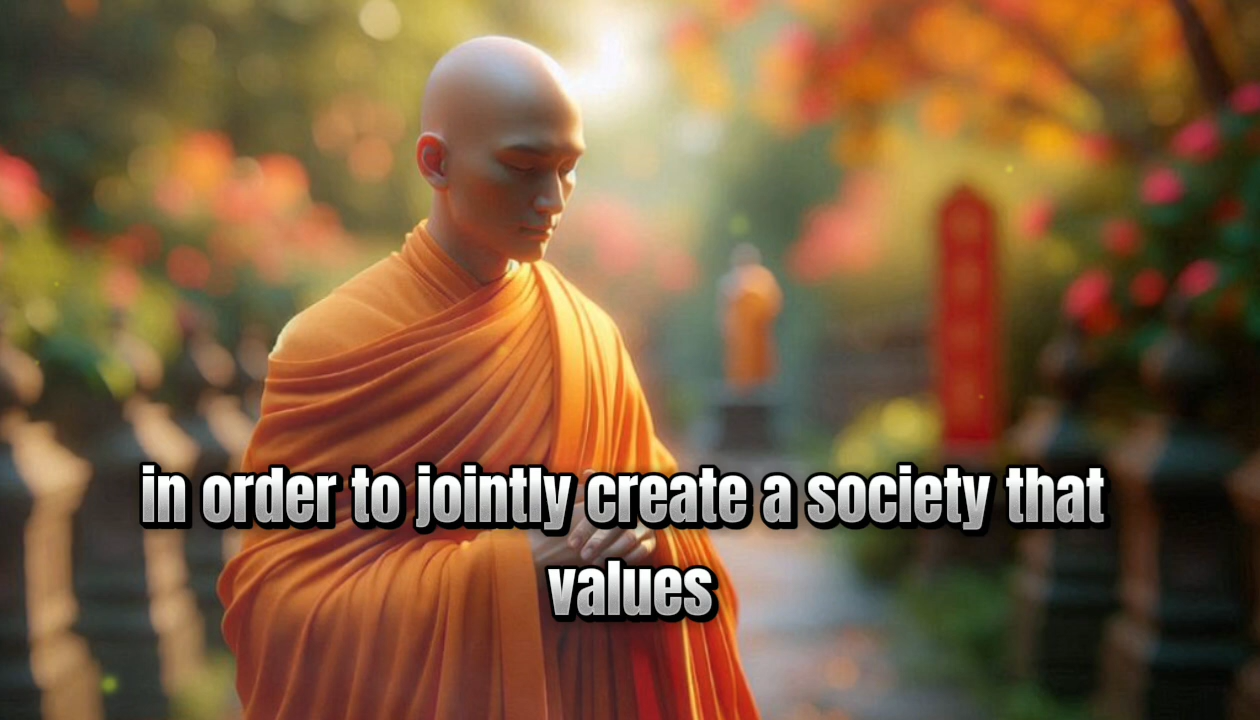 in order to jointly create a society that
values